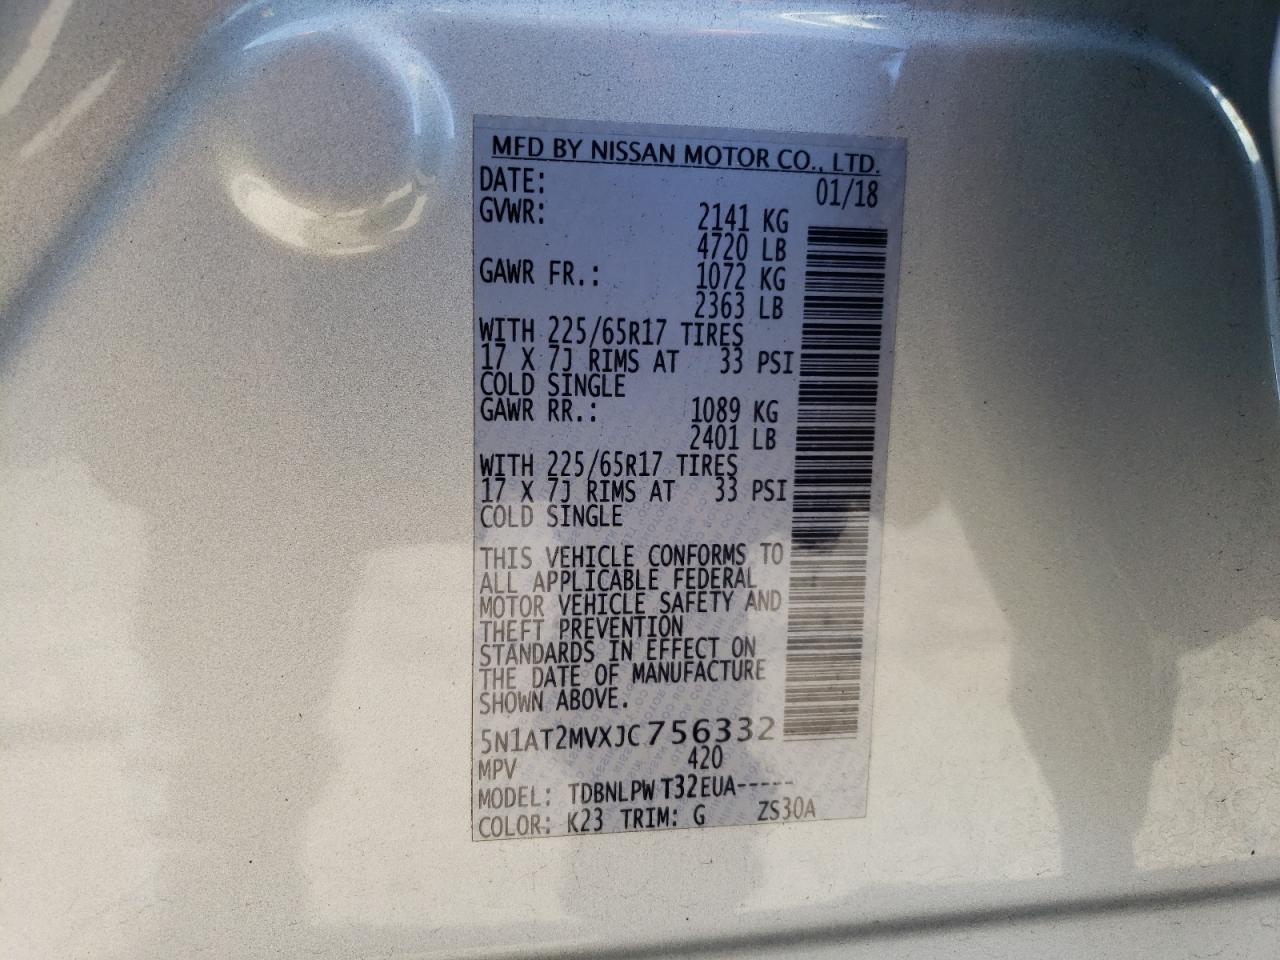 MFD BY NISSAN MOTOR CO., LTD.
DATE: 01/18
GVWR: 2141 KG
4720 LB
GAWR FR.: 1072 KG
2363 LB
WITH 225/65R17 TIRES
17 X 7J RIMS AT 33 PSI
COLD SINGLE
GAWR RR.: 1089 KG
2401 LB
WITH 225/65R17 TIRES
17 X 7J RIMS AT 33 PSI
COLD SINGLE
THIS VEHICLE CONFORMS TO
ALL APPLICABLE FEDERAL
MOTOR VEHICLE SAFETY AND
THEFT PREVENTION
STANDARDS IN EFFECT ON
THE DATE OF MANUFACTURE
SHOWN ABOVE.
5N1AT2MVXJC756332
MPV 420
MODEL: TDBNLPW T32EUA-----
COLOR: K23 TRIM: G ZS30A